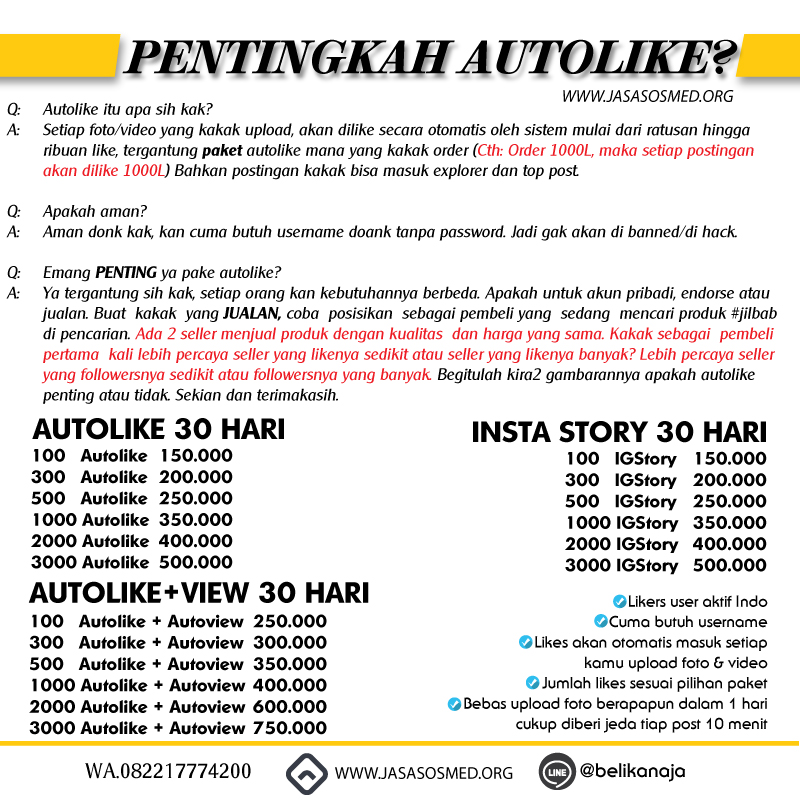 PENTINGKAH AUTOLIKE?
WWW.JASASOSMED.ORG
Q: Autolike itu apa sih kak?
A: Setiap foto/video yang kakak upload, akan dilike secara otomatis oleh sistem mulai dari ratusan hingga
ribuan like, tergantung paket autolike mana yang kakak order (Cth: Order 1000L, maka setiap postingan
akan dilike 1000L) Bahkan postingan kakak bisa masuk explorer dan top post.
Q: Apakah aman?
A: Aman donk kak, kan cuma butuh username doank tanpa password. Jadi gak akan di banned/di hack.
Q: Emang PENTING ya pake autolike?
A: Ya tergantung sih kak, setiap orang kan kebutuhannya berbeda. Apakah untuk akun pribadi, endorse atau
jualan. Buat kakak yang JUALAN, coba posisikan sebagai pembeli yang sedang mencari produk #jilbab
di pencarian. Ada 2 seller menjual produk dengan kualitas dan harga yang sama. Kakak sebagai pembeli
pertama kali lebih percaya seller yang likenya sedikit atau seller yang likenya banyak? Lebih percaya seller
yang followersnya sedikit atau followersnya yang banyak. Begitulah kira2 gambarannya apakah autolike
penting atau tidak. Sekian dan terimakasih.
AUTOLIKE 30 HARI
100 Autolike 150.000
300 Autolike 200.000
500 Autolike 250.000
1000 Autolike 350.000
2000 Autolike 400.000
3000 Autolike 500.000
AUTOLIKE+VIEW 30 HARI
100 Autolike + Autoview 250.000
300 Autolike + Autoview 300.000
500 Autolike + Autoview 350.000
1000 Autolike + Autoview 400.000
2000 Autolike + Autoview 600.000
3000 Autolike + Autoview 750.000
INSTA STORY 30 HARI
100 IGStory 150.000
300 IGStory 200.000
500 IGStory 250.000
1000 IGStory 350.000
2000 IGStory 400.000
3000 IGStory 500.000
Likers user aktif Indo
Cuma butuh username
Likes akan otomatis masuk setiap
kamu upload foto & video
Jumlah likes sesuai pilihan paket
Bebas upload foto berapapun dalam 1 hari
cukup diberi jeda tiap post 10 menit
WA.082217774200
WWW.JASASOSMED.ORG
LINE
@belikanaja